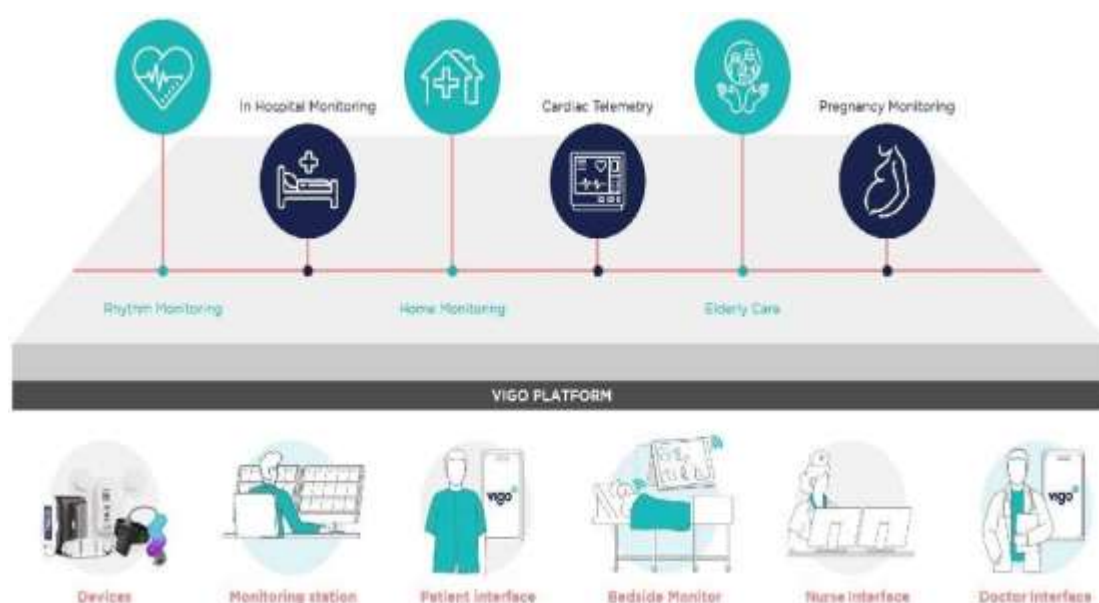 In Hospital Monitoring
Cardiac Telemetry
Pregnancy Monitoring
Rhythm Monitoring
Home Monitoring
Elderly Care
VIGO PLATFORM
vigo
vigo
Devices
Monitoring station
Patient interface
Bedside Monitor
Nurse Interface
Doctor Interface